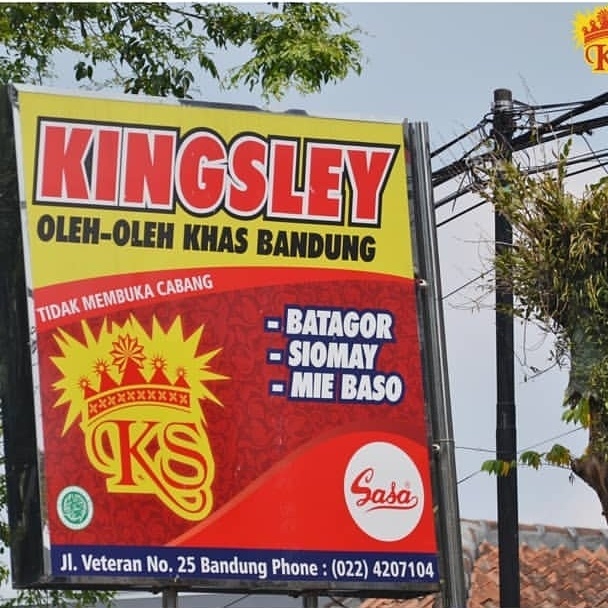 KINGSLEY
OLEH-OLEH KHAS BANDUNG
TIDAK MEMBUKA CABANG
- BATAGOR
- SIOMAY
- MIE BASO
KS
Sasa
Jl. Veteran No. 25 Bandung Phone : (022) 4207104